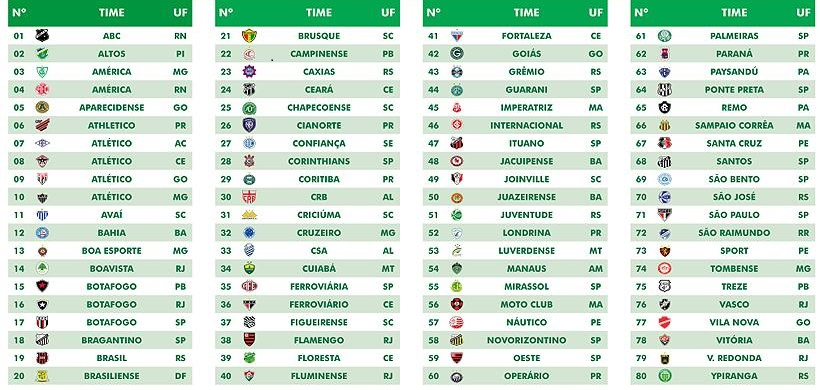 Nº TIME UF
01 ABC RN
02 ALTOS PI
03 AMÉRICA MG
04 AMÉRICA RN
05 APARECIDENSE GO
06 ATHLETICO PR
07 ATLÉTICO AC
08 ATLÉTICO CE
09 ATLÉTICO GO
10 ATLÉTICO MG
11 AVAÍ SC
12 BAHIA BA
13 BOA ESPORTE MG
14 BOAVISTA RJ
15 BOTAFOGO PB
16 BOTAFOGO RJ
17 BOTAFOGO SP
18 BRAGANTINO SP
19 BRASIL RS
20 BRASILIENSE DF
Nº TIME UF
21 BRUSQUE SC
22 CAMPINENSE PB
23 CAXIAS RS
24 CEARÁ CE
25 CHAPECOENSE SC
26 CIANORTE PR
27 CONFIANÇA SE
28 CORINTHIANS SP
29 CORITIBA PR
30 CRB AL
31 CRICIÚMA SC
32 CRUZEIRO MG
33 CSA AL
34 CUIABÁ MT
35 FERROVIÁRIA SP
36 FERROVIÁRIO CE
37 FIGUEIRENSE SC
38 FLAMENGO RJ
39 FLORESTA CE
40 FLUMINENSE RJ
Nº TIME UF
41 FORTALEZA CE
42 GOIÁS GO
43 GRÊMIO RS
44 GUARANI SP
45 IMPERATRIZ MA
46 INTERNACIONAL RS
47 ITUANO SP
48 JACUIPENSE BA
49 JOINVILLE SC
50 JUAZEIRENSE BA
51 JUVENTUDE RS
52 LONDRINA PR
53 LUVERDENSE MT
54 MANAUS AM
55 MIRASSOL SP
56 MOTO CLUB MA
57 NÁUTICO PE
58 NOVORIZONTINO SP
59 OESTE SP
60 OPERÁRIO PR
Nº TIME UF
61 PALMEIRAS SP
62 PARANÁ PR
63 PAYSANDÚ PA
64 PONTE PRETA SP
65 REMO PA
66 SAMPAIO CORRÊA MA
67 SANTA CRUZ PE
68 SANTOS SP
69 SÃO BENTO SP
70 SÃO JOSÉ RS
71 SÃO PAULO SP
72 SÃO RAIMUNDO RR
73 SPORT PE
74 TOMBENSE MG
75 TREZE PB
76 VASCO RJ
77 VILA NOVA GO
78 VITÓRIA BA
79 V. REDONDA RJ
80 YPIRANGA RS